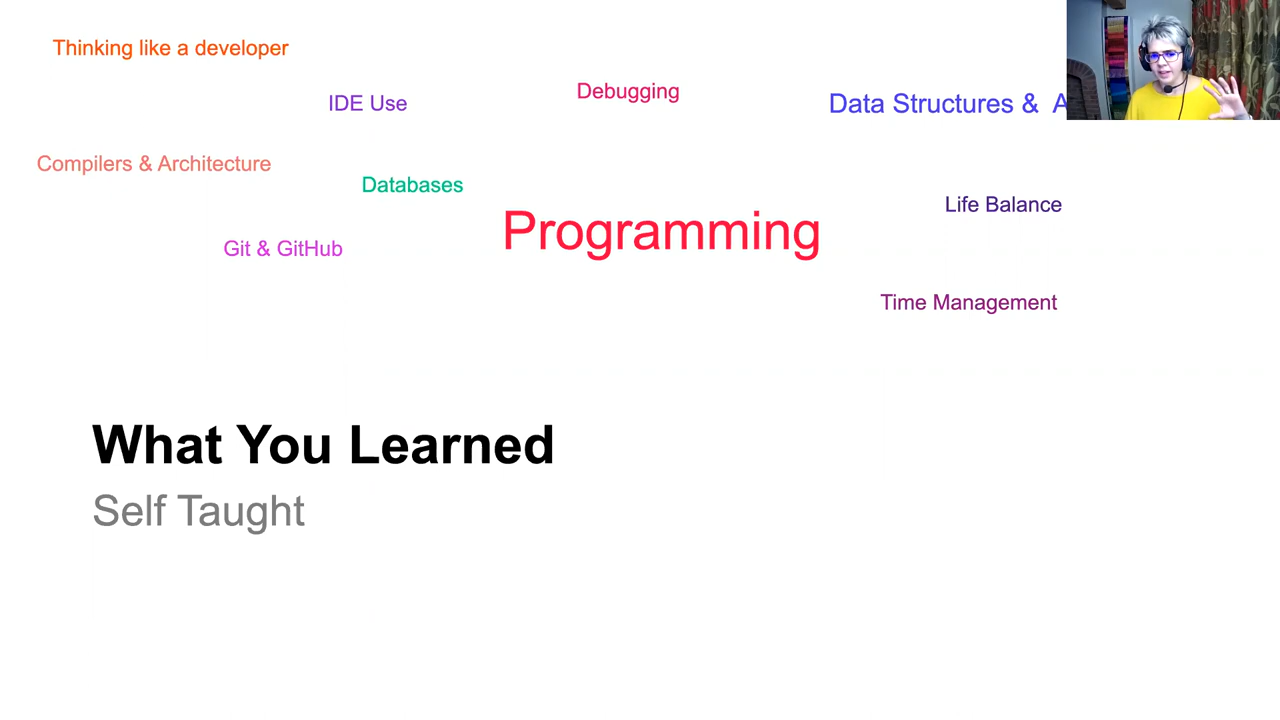 Thinking like a developer
IDE Use
Debugging
Data Structures &
Compilers & Architecture
Databases
Life Balance
Programming
Git & GitHub
Time Management
What You Learned
Self Taught